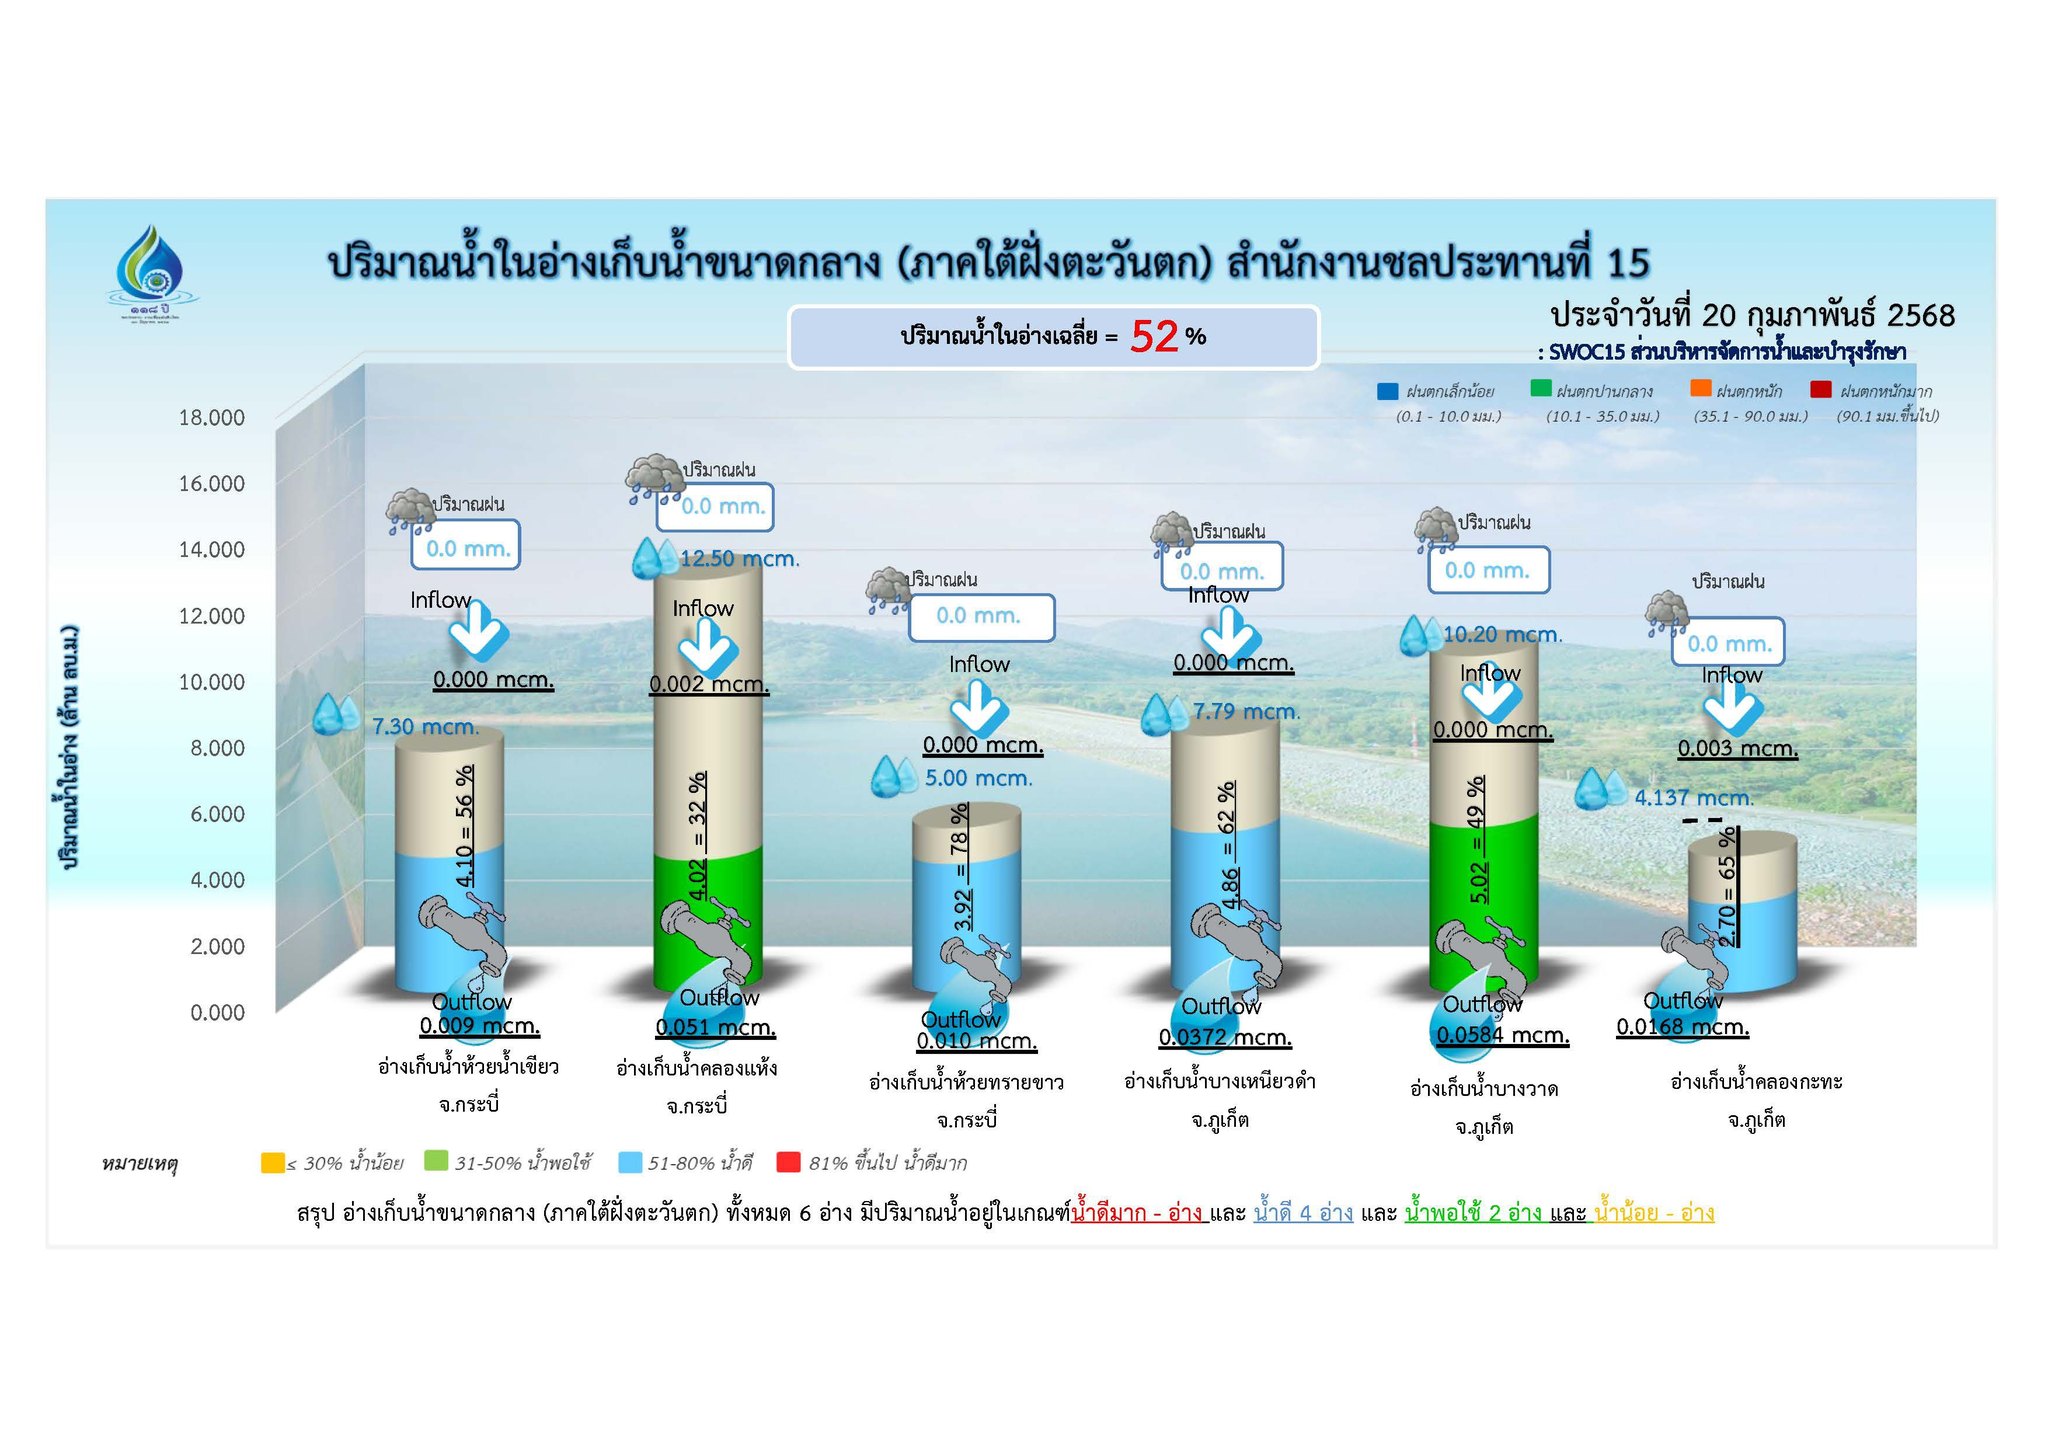 ปริมาณน้ำในอ่างเก็บน้ำขนาดกลาง (ภาคใต้ฝั่งตะวันตก) สำนักงานชลประทานที่ 15
๑๑๘ ปี
ปริมาณน้ำในอ่างเฉลี่ย = 52 %
ประจำวันที่ 20 กุมภาพันธ์ 2568
: SWOC15 ส่วนบริหารจัดการน้ำและบำรุงรักษา
ฝนตกเล็กน้อย ฝนตกปานกลาง ฝนตกหนัก ฝนตกหนักมาก
(0.1 - 10.0 มม.) (10.1 - 35.0 มม.) (35.1 - 90.0 มม.) (90.1 มม.ขึ้นไป)
ปริมาณน้ำในอ่าง (ล้าน ลบ.ม.)
18.000
16.000
14.000
12.000
10.000
8.000
6.000
4.000
2.000
0.000
ปริมาณฝน
0.0 mm.
Inflow
0.000 mcm.
7.30 mcm.
4.10 = 56 %
Outflow
0.009 mcm.
อ่างเก็บน้ำห้วยน้ำเขียว
จ.กระบี่
ปริมาณฝน
0.0 mm.
12.50 mcm.
Inflow
0.002 mcm.
4.02 = 32 %
Outflow
0.051 mcm.
อ่างเก็บน้ำคลองแห้ง
จ.กระบี่
ปริมาณฝน
0.0 mm.
Inflow
0.000 mcm.
5.00 mcm.
3.92 = 78 %
Outflow
0.010 mcm.
อ่างเก็บน้ำห้วยทรายขาว
จ.กระบี่
ปริมาณฝน
0.0 mm.
Inflow
0.000 mcm.
7.79 mcm.
4.86 = 62 %
Outflow
0.0372 mcm.
อ่างเก็บน้ำบางเหนียวดำ
จ.ภูเก็ต
ปริมาณฝน
0.0 mm.
10.20 mcm.
Inflow
0.000 mcm.
5.02 = 49 %
Outflow
0.0584 mcm.
อ่างเก็บน้ำบางวาด
จ.ภูเก็ต
ปริมาณฝน
0.0 mm.
Inflow
0.003 mcm.
4.137 mcm.
2.70 = 65 %
Outflow
0.0168 mcm.
อ่างเก็บน้ำคลองกะทะ
จ.ภูเก็ต
หมายเหตุ ≤ 30% น้ำน้อย 31-50% น้ำพอใช้ 51-80% น้ำดี 81% ขึ้นไป น้ำดีมาก
สรุป อ่างเก็บน้ำขนาดกลาง (ภาคใต้ฝั่งตะวันตก) ทั้งหมด 6 อ่าง มีปริมาณน้ำอยู่ในเกณฑ์น้ำดีมาก - อ่าง และ น้ำดี 4 อ่าง และ น้ำพอใช้ 2 อ่าง และ น้ำน้อย - อ่าง